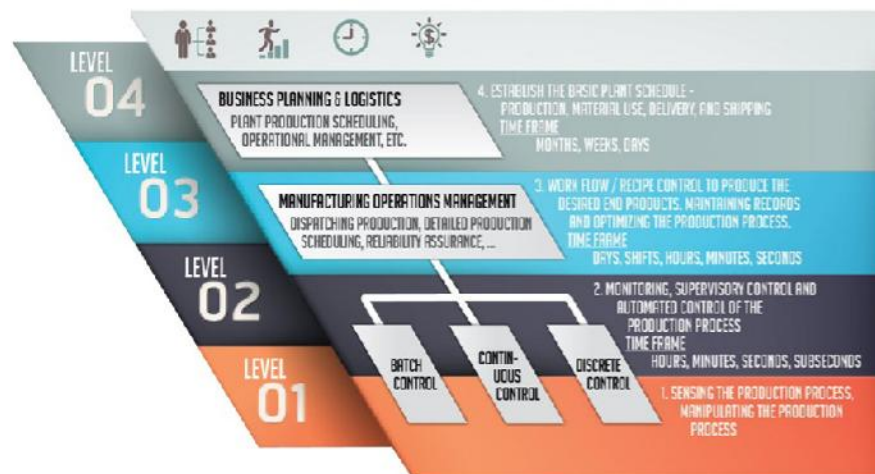 LEVEL
04
BUSINESS PLANNING & LOGISTICS
PLANT PRODUCTION SCHEDULING,
OPERATIONAL MANAGEMENT, ETC.
4. ESTABLISH THE BASIC PLANT SCHEDULE -
PRODUCTION, MATERIAL USE, DELIVERY, AND SHIPPING
TIME FRAME
MONTHS, WEEKS, DAYS
LEVEL
03
MANUFACTURING OPERATIONS MANAGEMENT
DISPATCHING PRODUCTION, DETAILED PRODUCTION
SCHEDULING, RELIABILITY ASSURANCE, ...
3. WORK FLOW / RECIPE CONTROL TO PRODUCE THE
DESIRED END PRODUCTS. MAINTAINING RECORDS
AND OPTIMIZING THE PRODUCTION PROCESS.
TIME FRAME
DAYS, SHIFTS, HOURS, MINUTES, SECONDS
LEVEL
02
2. MONITORING, SUPERVISORY CONTROL AND
AUTOMATED CONTROL OF THE
PRODUCTION PROCESS
TIME FRAME
HOURS, MINUTES, SECONDS, SUBSECONDS
BATCH
CONTROL
CONTIN-
UOUS
CONTROL
DISCRETE
CONTROL
LEVEL
01
1. SENSING THE PRODUCTION PROCESS,
MANIPULATING THE PRODUCTION
PROCESS